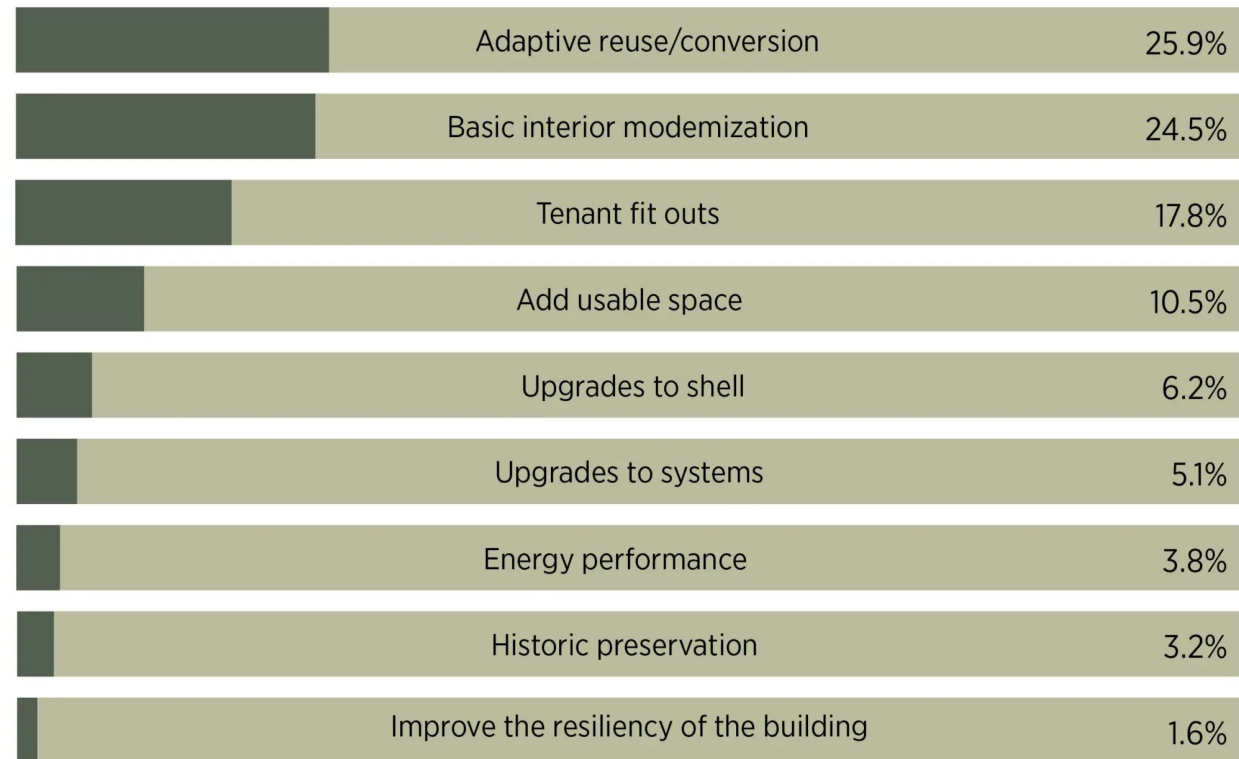 Adaptive reuse/conversion 25.9%
Basic interior modemization 24.5%
Tenant fit outs 17.8%
Add usable space 10.5%
Upgrades to shell 6.2%
Upgrades to systems 5.1%
Energy performance 3.8%
Historic preservation 3.2%
Improve the resiliency of the building 1.6%